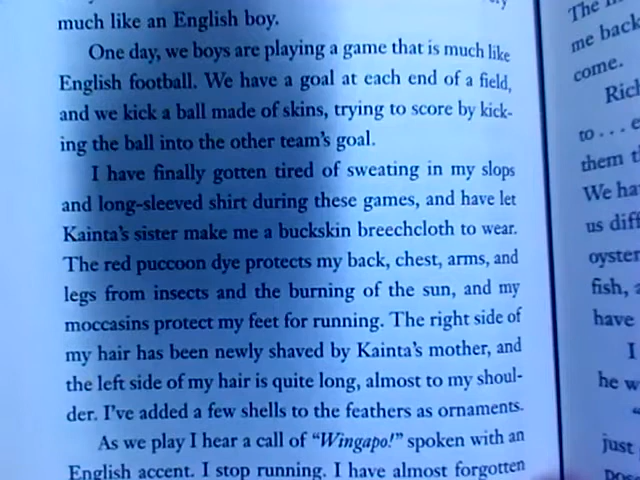 much like an English boy.
One day, we boys are playing a game that is much like
English football. We have a goal at each end of a field,
and we kick a ball made of skins, trying to score by kick-
ing the ball into the other team's goal.
I have finally gotten tired of sweating in my slops
and long-sleeved shirt during these games, and have let
Kainta's sister make me a buckskin breechcloth to wear.
The red puccoon dye protects my back, chest, arms, and
legs from insects and the burning of the sun, and my
moccasins protect my feet for running. The right side of
my hair has been newly shaved by Kainta's mother, and
the left side of my hair is quite long, almost to my shoul-
der. I've added a few shells to the feathers as ornaments.
As we play I hear a call of "Wingapo!" spoken with an
English accent. I stop running. I have almost forgotten
The
me back
come.
Rich
to . . . e
them t
We ha
us diff
oyster
fish, a
have
I
he w
just